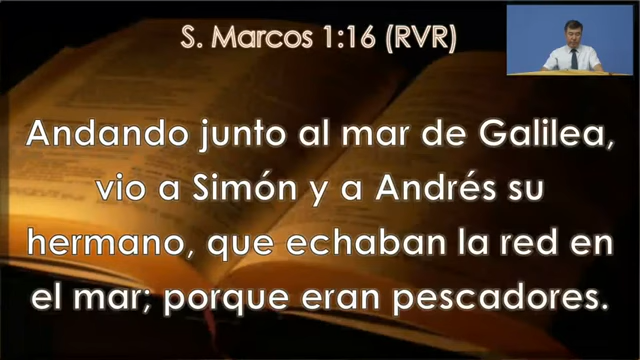 S. Marcos 1:16 (RVR)
Andando junto al mar de Galilea,
vio a Simón y a Andrés su
hermano, que echaban la red en
el mar; porque eran pescadores.